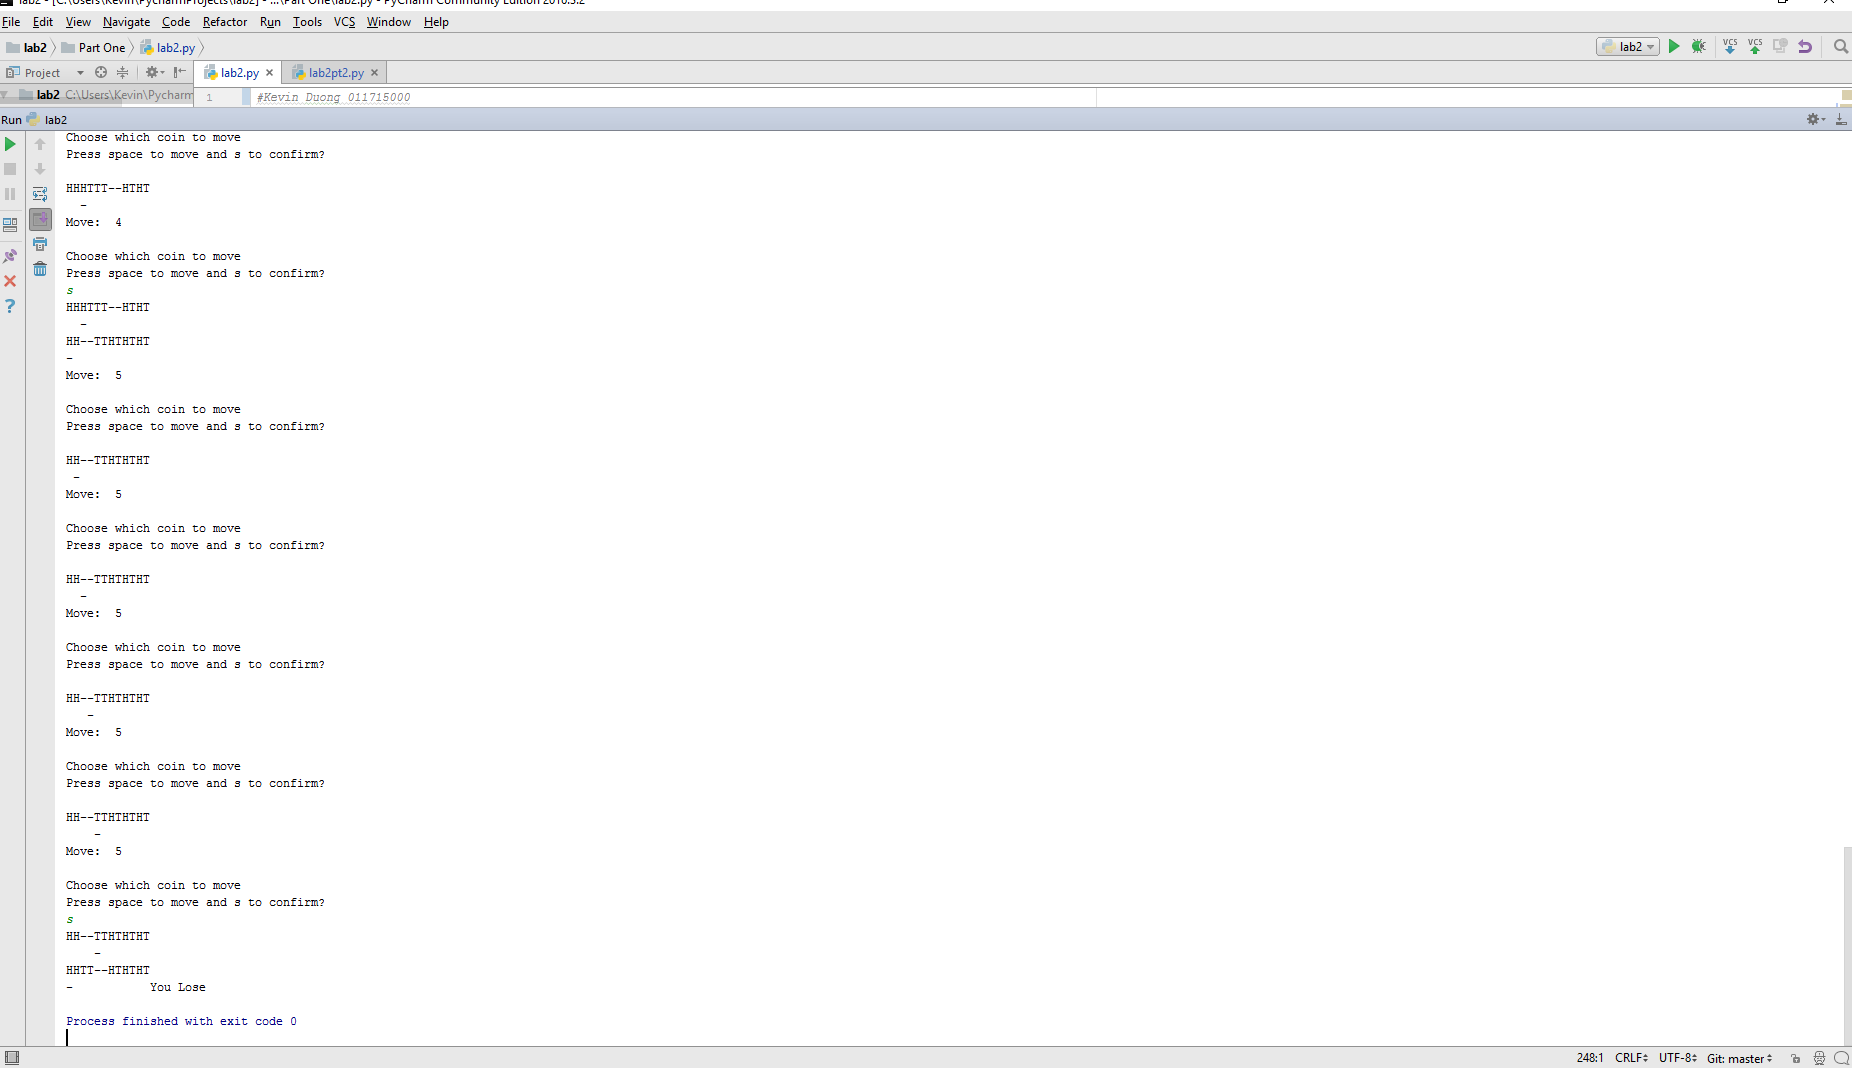 lab2 - [C:\Users\Kevin\PycharmProjects\lab2] - ...\Part One\lab2.py - PyCharm Community Edition 2016.3.2
File Edit View Navigate Code Refactor Run Tools VCS Window Help
lab2 Part One lab2.py lab2 VCS VCS
Project lab2.py lab2pt2.py
lab2 C:\Users\Kevin\Pycharm 1 #Kevin Duong 011715000
Run lab2
Choose which coin to move
Press space to move and s to confirm?
HHHTTT--HTHT
-
Move: 4
Choose which coin to move
Press space to move and s to confirm?
s
HHHTTT--HTHT
-
HH--TTHTHTHT
-
Move: 5
Choose which coin to move
Press space to move and s to confirm?
HH--TTHTHTHT
-
Move: 5
Choose which coin to move
Press space to move and s to confirm?
HH--TTHTHTHT
-
Move: 5
Choose which coin to move
Press space to move and s to confirm?
HH--TTHTHTHT
-
Move: 5
Choose which coin to move
Press space to move and s to confirm?
HH--TTHTHTHT
-
Move: 5
Choose which coin to move
Press space to move and s to confirm?
s
HH--TTHTHTHT
-
HHTT--HTHTHT
- You Lose
Process finished with exit code 0
248:1 CRLF UTF-8 Git: master